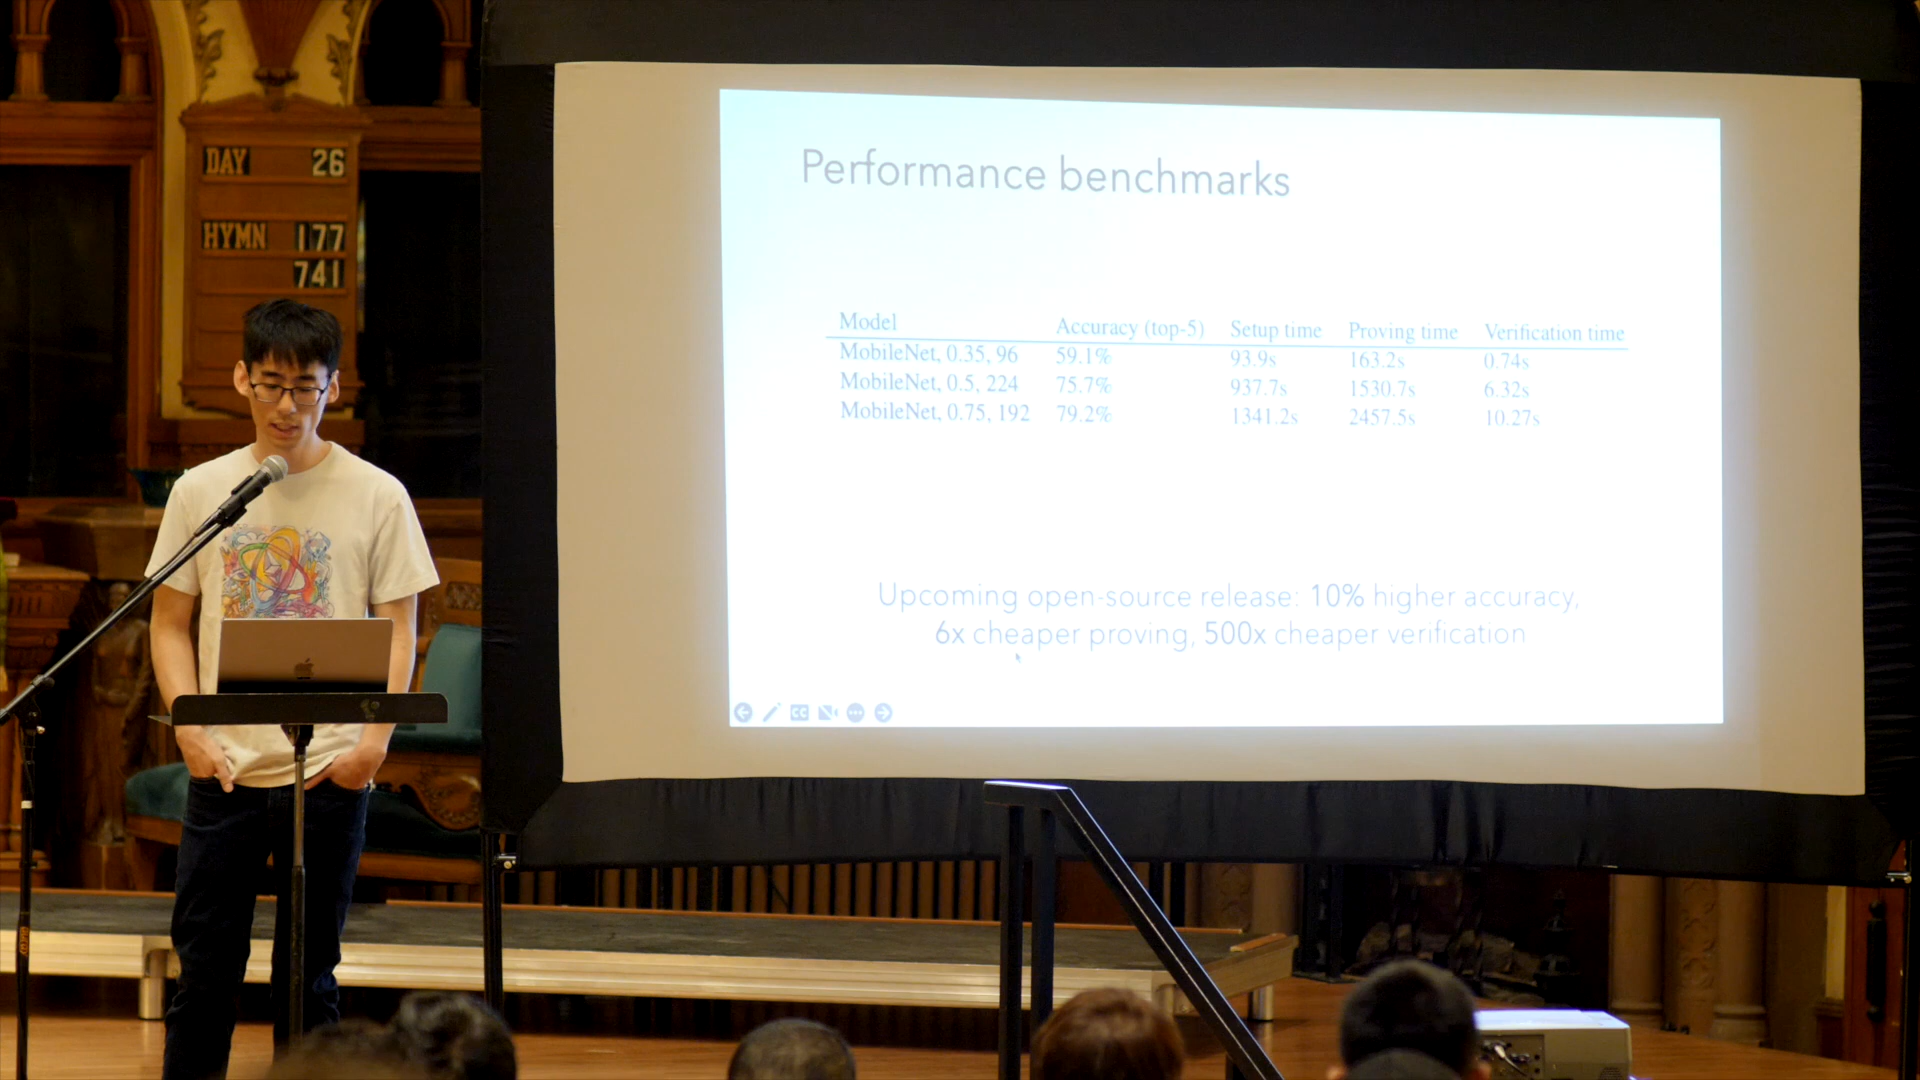 DAY 26
HYMN 177
741
Performance benchmarks
Model Accuracy (top-5) Setup time Proving time Verification time
MobileNet, 0.35, 96 59.1% 93.9s 163.2s 0.74s
MobileNet, 0.5, 224 75.7% 937.7s 1530.7s 6.32s
MobileNet, 0.75, 192 79.2% 1341.2s 2457.5s 10.27s
Upcoming open-source release: 10% higher accuracy,
6x cheaper proving, 500x cheaper verification
CC